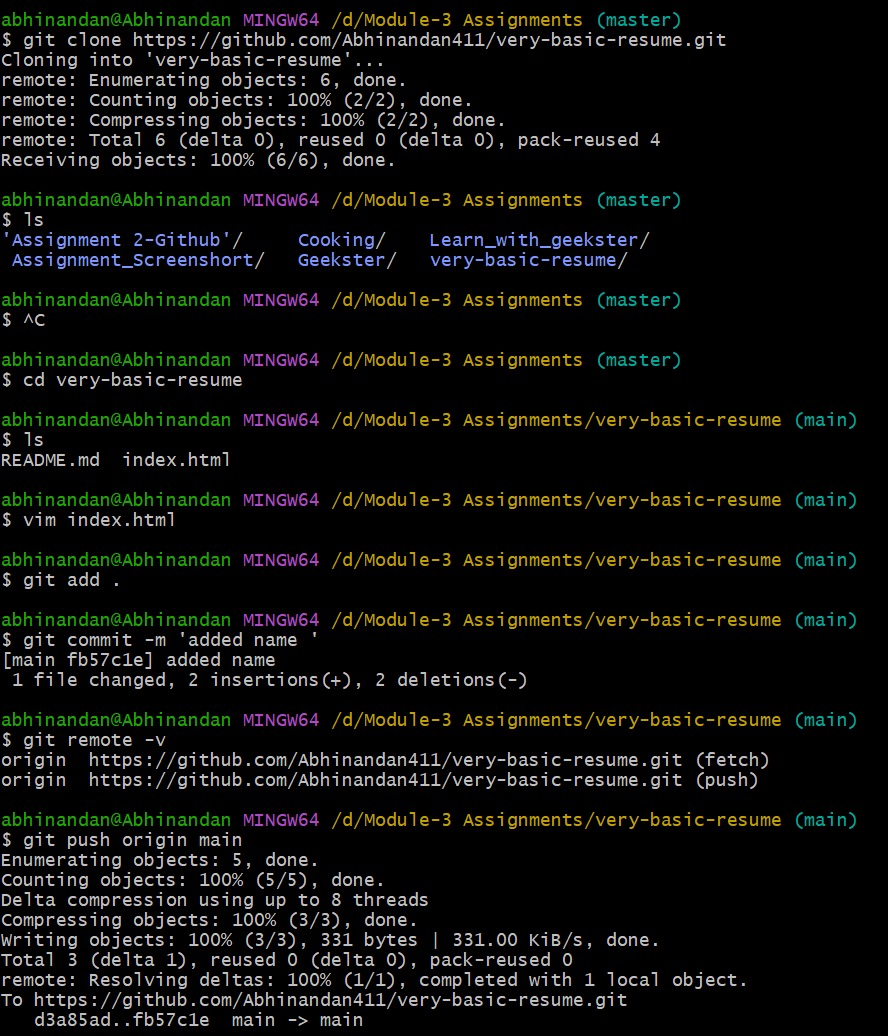 abhinandan@Abhinandan MINGW64 /d/Module-3 Assignments (master)
$ git clone https://github.com/Abhinandan411/very-basic-resume.git
Cloning into 'very-basic-resume'...
remote: Enumerating objects: 6, done.
remote: Counting objects: 100% (2/2), done.
remote: Compressing objects: 100% (2/2), done.
remote: Total 6 (delta 0), reused 0 (delta 0), pack-reused 4
Receiving objects: 100% (6/6), done.
abhinandan@Abhinandan MINGW64 /d/Module-3 Assignments (master)
$ ls
'Assignment 2-Github'/     Cooking/    Learn_with_geekster/
 Assignment_Screenshort/   Geekster/   very-basic-resume/
abhinandan@Abhinandan MINGW64 /d/Module-3 Assignments (master)
$ ^C
abhinandan@Abhinandan MINGW64 /d/Module-3 Assignments (master)
$ cd very-basic-resume
abhinandan@Abhinandan MINGW64 /d/Module-3 Assignments/very-basic-resume (main)
$ ls
README.md  index.html
abhinandan@Abhinandan MINGW64 /d/Module-3 Assignments/very-basic-resume (main)
$ vim index.html
abhinandan@Abhinandan MINGW64 /d/Module-3 Assignments/very-basic-resume (main)
$ git add .
abhinandan@Abhinandan MINGW64 /d/Module-3 Assignments/very-basic-resume (main)
$ git commit -m 'added name '
[main fb57c1e] added name
 1 file changed, 2 insertions(+), 2 deletions(-)
abhinandan@Abhinandan MINGW64 /d/Module-3 Assignments/very-basic-resume (main)
$ git remote -v
origin  https://github.com/Abhinandan411/very-basic-resume.git (fetch)
origin  https://github.com/Abhinandan411/very-basic-resume.git (push)
abhinandan@Abhinandan MINGW64 /d/Module-3 Assignments/very-basic-resume (main)
$ git push origin main
Enumerating objects: 5, done.
Counting objects: 100% (5/5), done.
Delta compression using up to 8 threads
Compressing objects: 100% (3/3), done.
Writing objects: 100% (3/3), 331 bytes | 331.00 KiB/s, done.
Total 3 (delta 1), reused 0 (delta 0), pack-reused 0
remote: Resolving deltas: 100% (1/1), completed with 1 local object.
To https://github.com/Abhinandan411/very-basic-resume.git
   d3a85ad..fb57c1e  main -> main